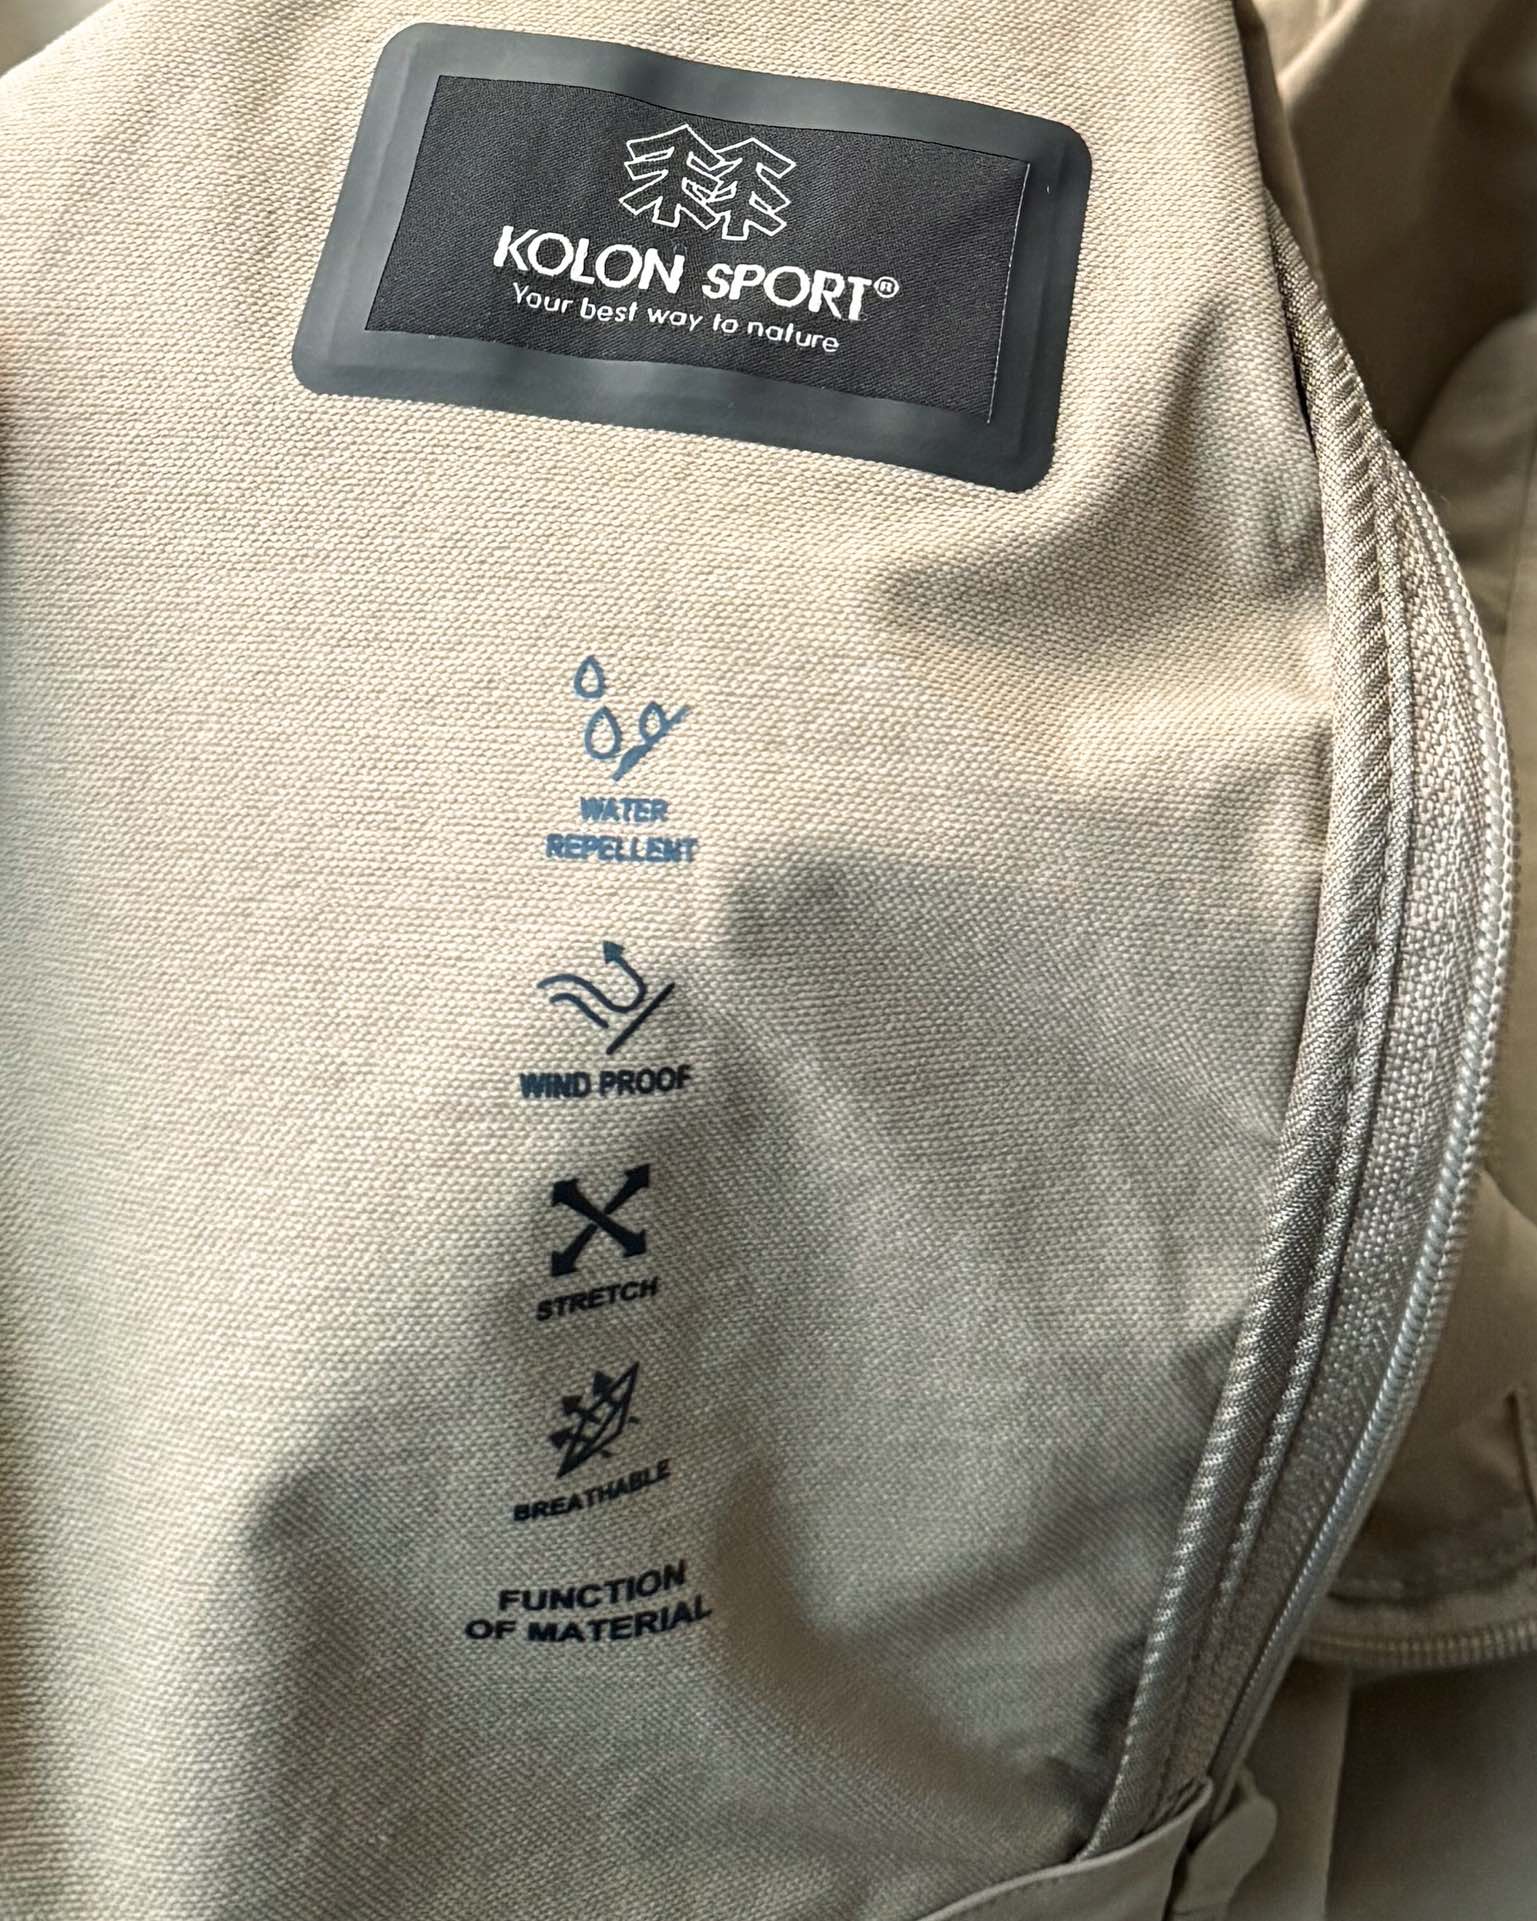 KOLON SPORT®
Your best way to nature
WATER
REPELLENT
WIND PROOF
STRETCH
BREATHABLE
FUNCTION
OF MATERIAL